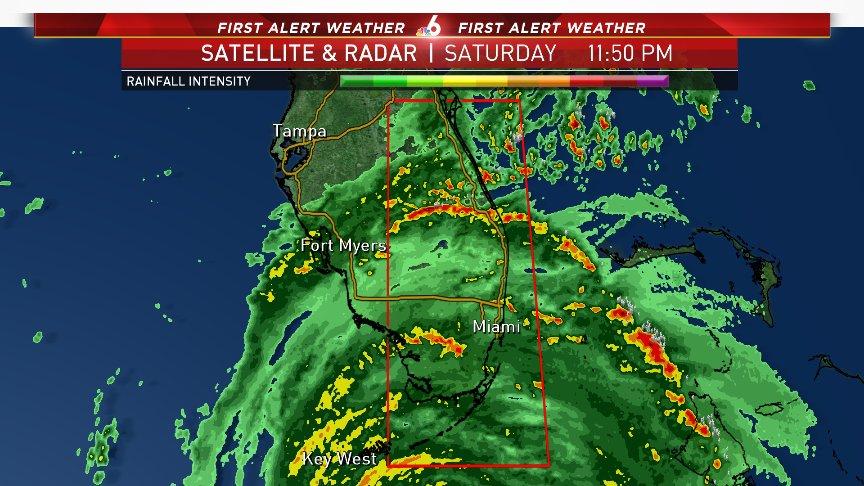 FIRST ALERT WEATHER 6 FIRST ALERT WEATHER
SATELLITE & RADAR | SATURDAY 11:50 PM
RAINFALL INTENSITY
Tampa
Fort Myers
Miami
Key West